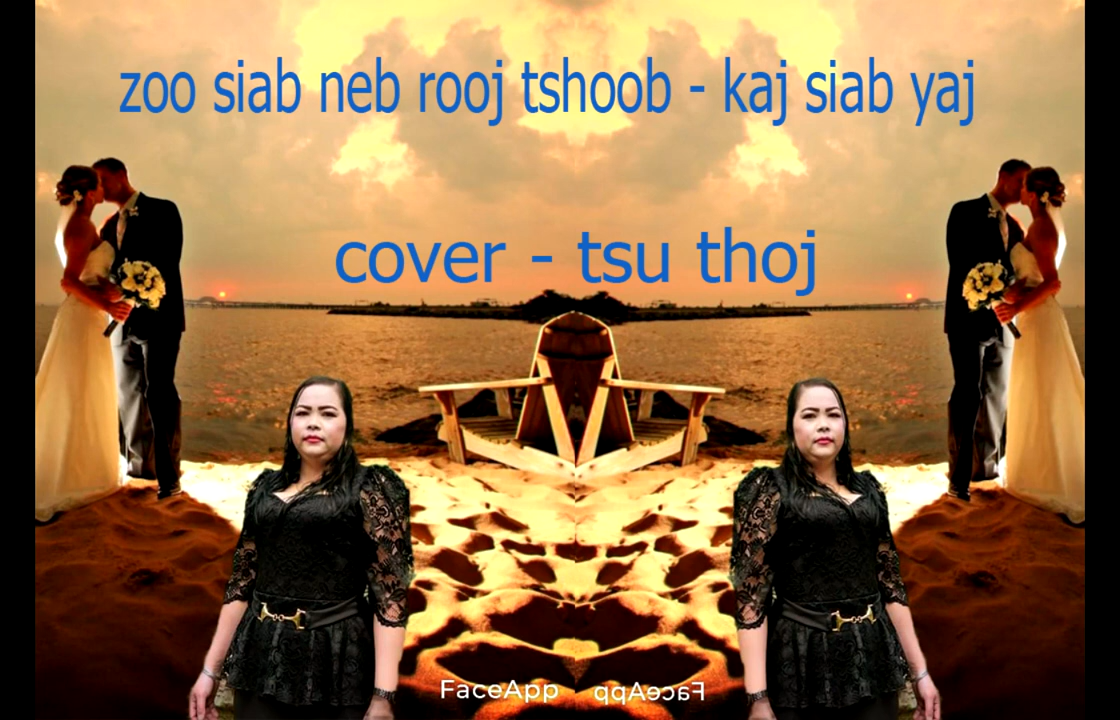 zoo siab neb rooj tshoob - kaj siab yaj
cover - tsu thoj
FaceApp FaceApp